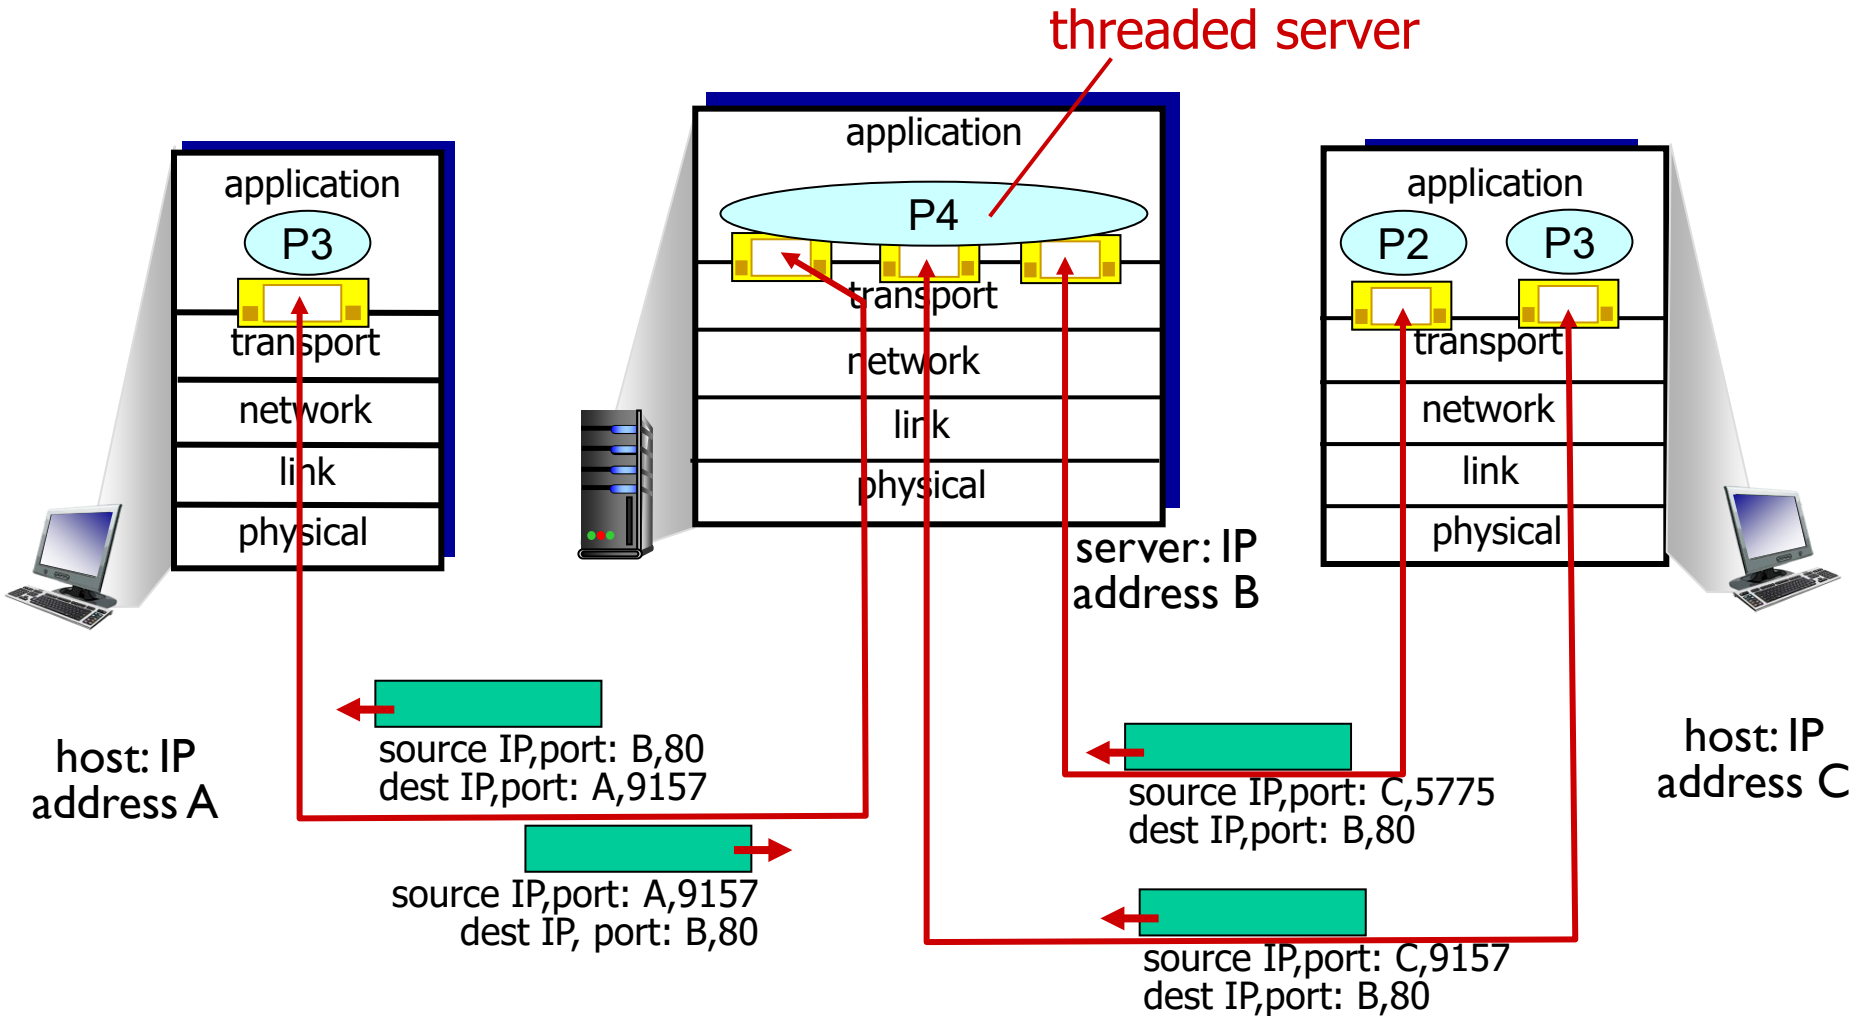 threaded server
application
P3
transport
network
link
physical
application
P4
transport
network
link
physical
application
P2
P3
transport
network
link
physical
server: IP
address B
host: IP
address A
source IP,port: B,80
dest IP,port: A,9157
source IP,port: A,9157
dest IP, port: B,80
source IP,port: C,5775
dest IP,port: B,80
source IP,port: C,9157
dest IP,port: B,80
host: IP
address C